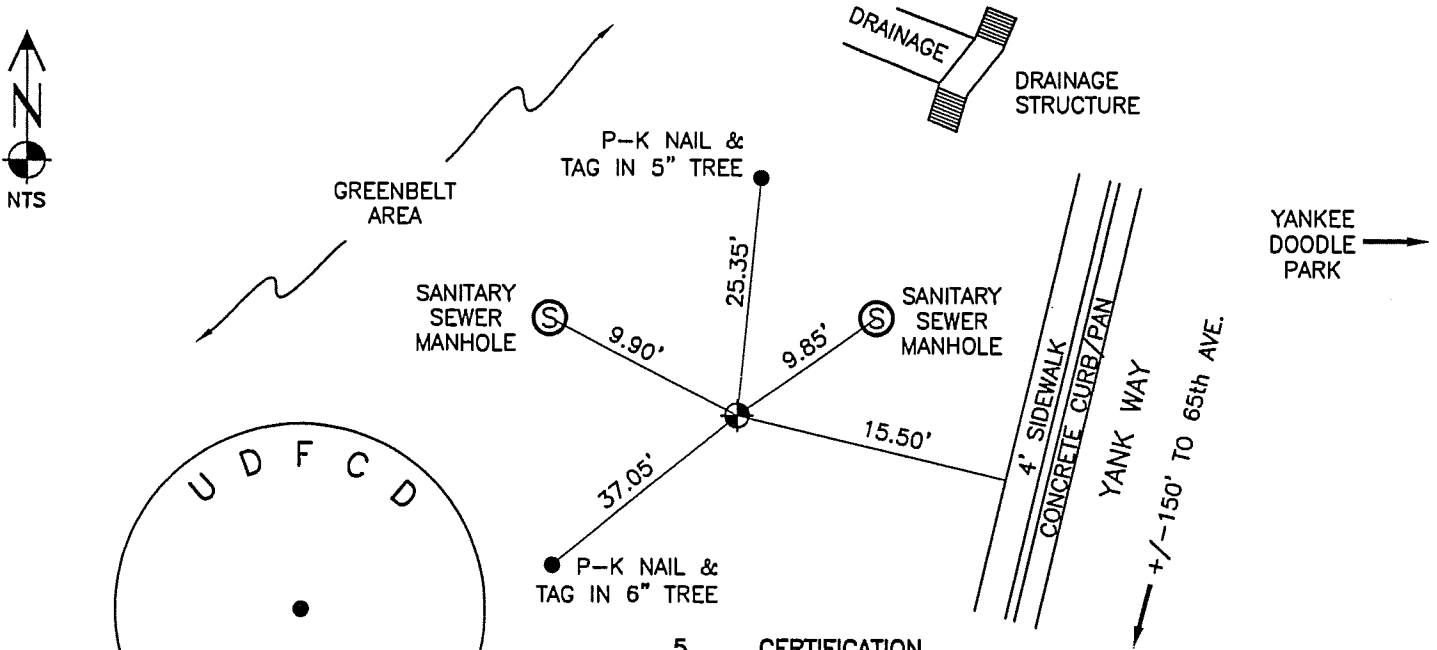 DRAINAGE
DRAINAGE
STRUCTURE
N
NTS
P-K NAIL &
TAG IN 5" TREE
GREENBELT
AREA
YANKEE
DOODLE
PARK
25.35'
SANITARY
SEWER
MANHOLE
S
9.90'
S
SANITARY
SEWER
MANHOLE
9.85'
15.50'
37.05'
4' SIDEWALK
CONCRETE CURB/PAN
YANK WAY
+/-150' TO 65th AVE.
U D F C D
P-K NAIL &
TAG IN 6" TREE
5 CERTIFICATION